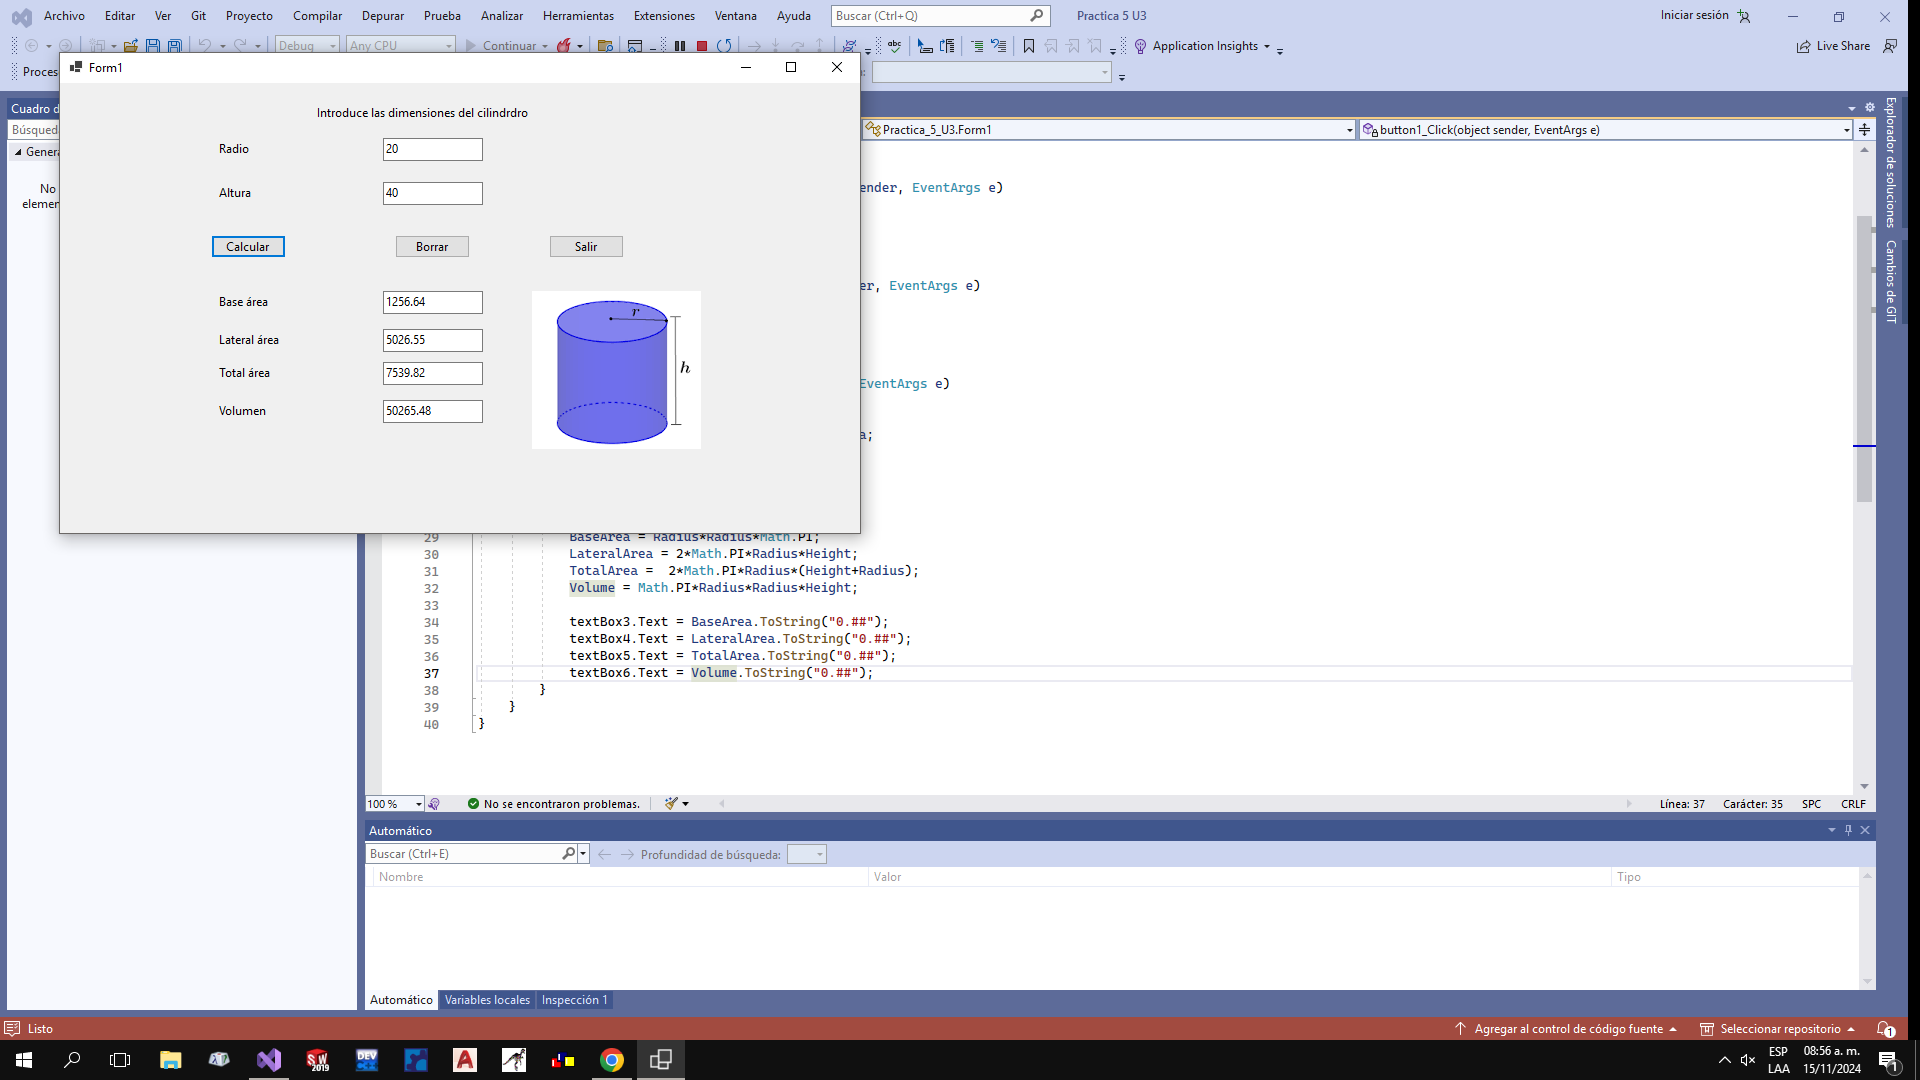 Archivo Editar Ver Git Proyecto Compilar Depurar Prueba Analizar Herramientas Extensiones Ventana Ayuda Buscar (Ctrl+Q) Practica 5 U3 Iniciar sesión
Debug Any CPU Continuar abc Application Insights Live Share
Form1
Introduce las dimensiones del cilindrdro
Radio 20
Altura 40
Calcular Borrar Salir
Base área 1256.64
Lateral área 5026.55
Total área 7539.82
Volumen 50265.48
r
h
Proces
Cuadro d
Búsqued
Genera
No
elemen
Practica_5_U3.Form1 button1_Click(object sender, EventArgs e)
ender, EventArgs e)
er, EventArgs e)
EventArgs e)
a;
29 BaseArea = Radius*Radius*Math.PI;
30 LateralArea = 2*Math.PI*Radius*Height;
31 TotalArea =  2*Math.PI*Radius*(Height+Radius);
32 Volume = Math.PI*Radius*Radius*Height;
33
34 textBox3.Text = BaseArea.ToString("0.##");
35 textBox4.Text = LateralArea.ToString("0.##");
36 textBox5.Text = TotalArea.ToString("0.##");
37 textBox6.Text = Volume.ToString("0.##");
38 }
39 }
40 }
Explorador de soluciones
Cambios de GIT
100 % No se encontraron problemas. Línea: 37 Carácter: 35 SPC CRLF
Automático
Buscar (Ctrl+E) Profundidad de búsqueda:
Nombre Valor Tipo
Automático Variables locales Inspección 1
Listo Agregar al control de código fuente Seleccionar repositorio 1
SW 2019 DEV C++ A
ESP
LAA
08:56 a. m.
15/11/2024
1